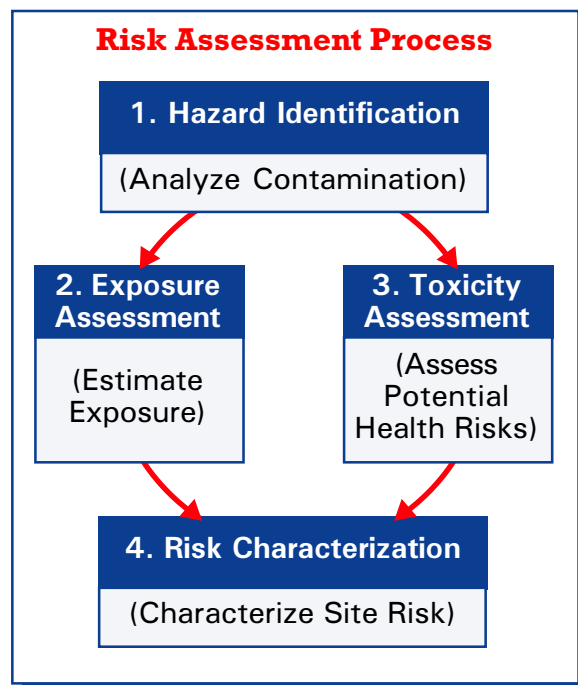 Risk Assessment Process
1. Hazard Identification
(Analyze Contamination)
2. Exposure
Assessment
(Estimate
Exposure)
3. Toxicity
Assessment
(Assess
Potential
Health Risks)
4. Risk Characterization
(Characterize Site Risk)